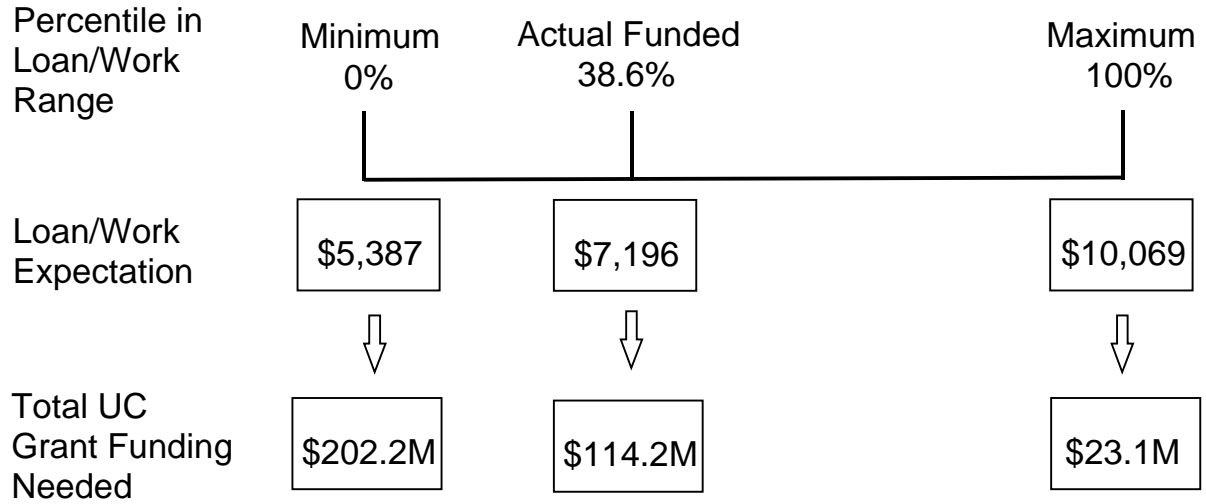 Percentile in
Loan/Work
Range
Minimum
0%
Actual Funded
38.6%
Maximum
100%
Loan/Work
Expectation
$5,387
$7,196
$10,069
Total UC
Grant Funding
Needed
$202.2M
$114.2M
$23.1M